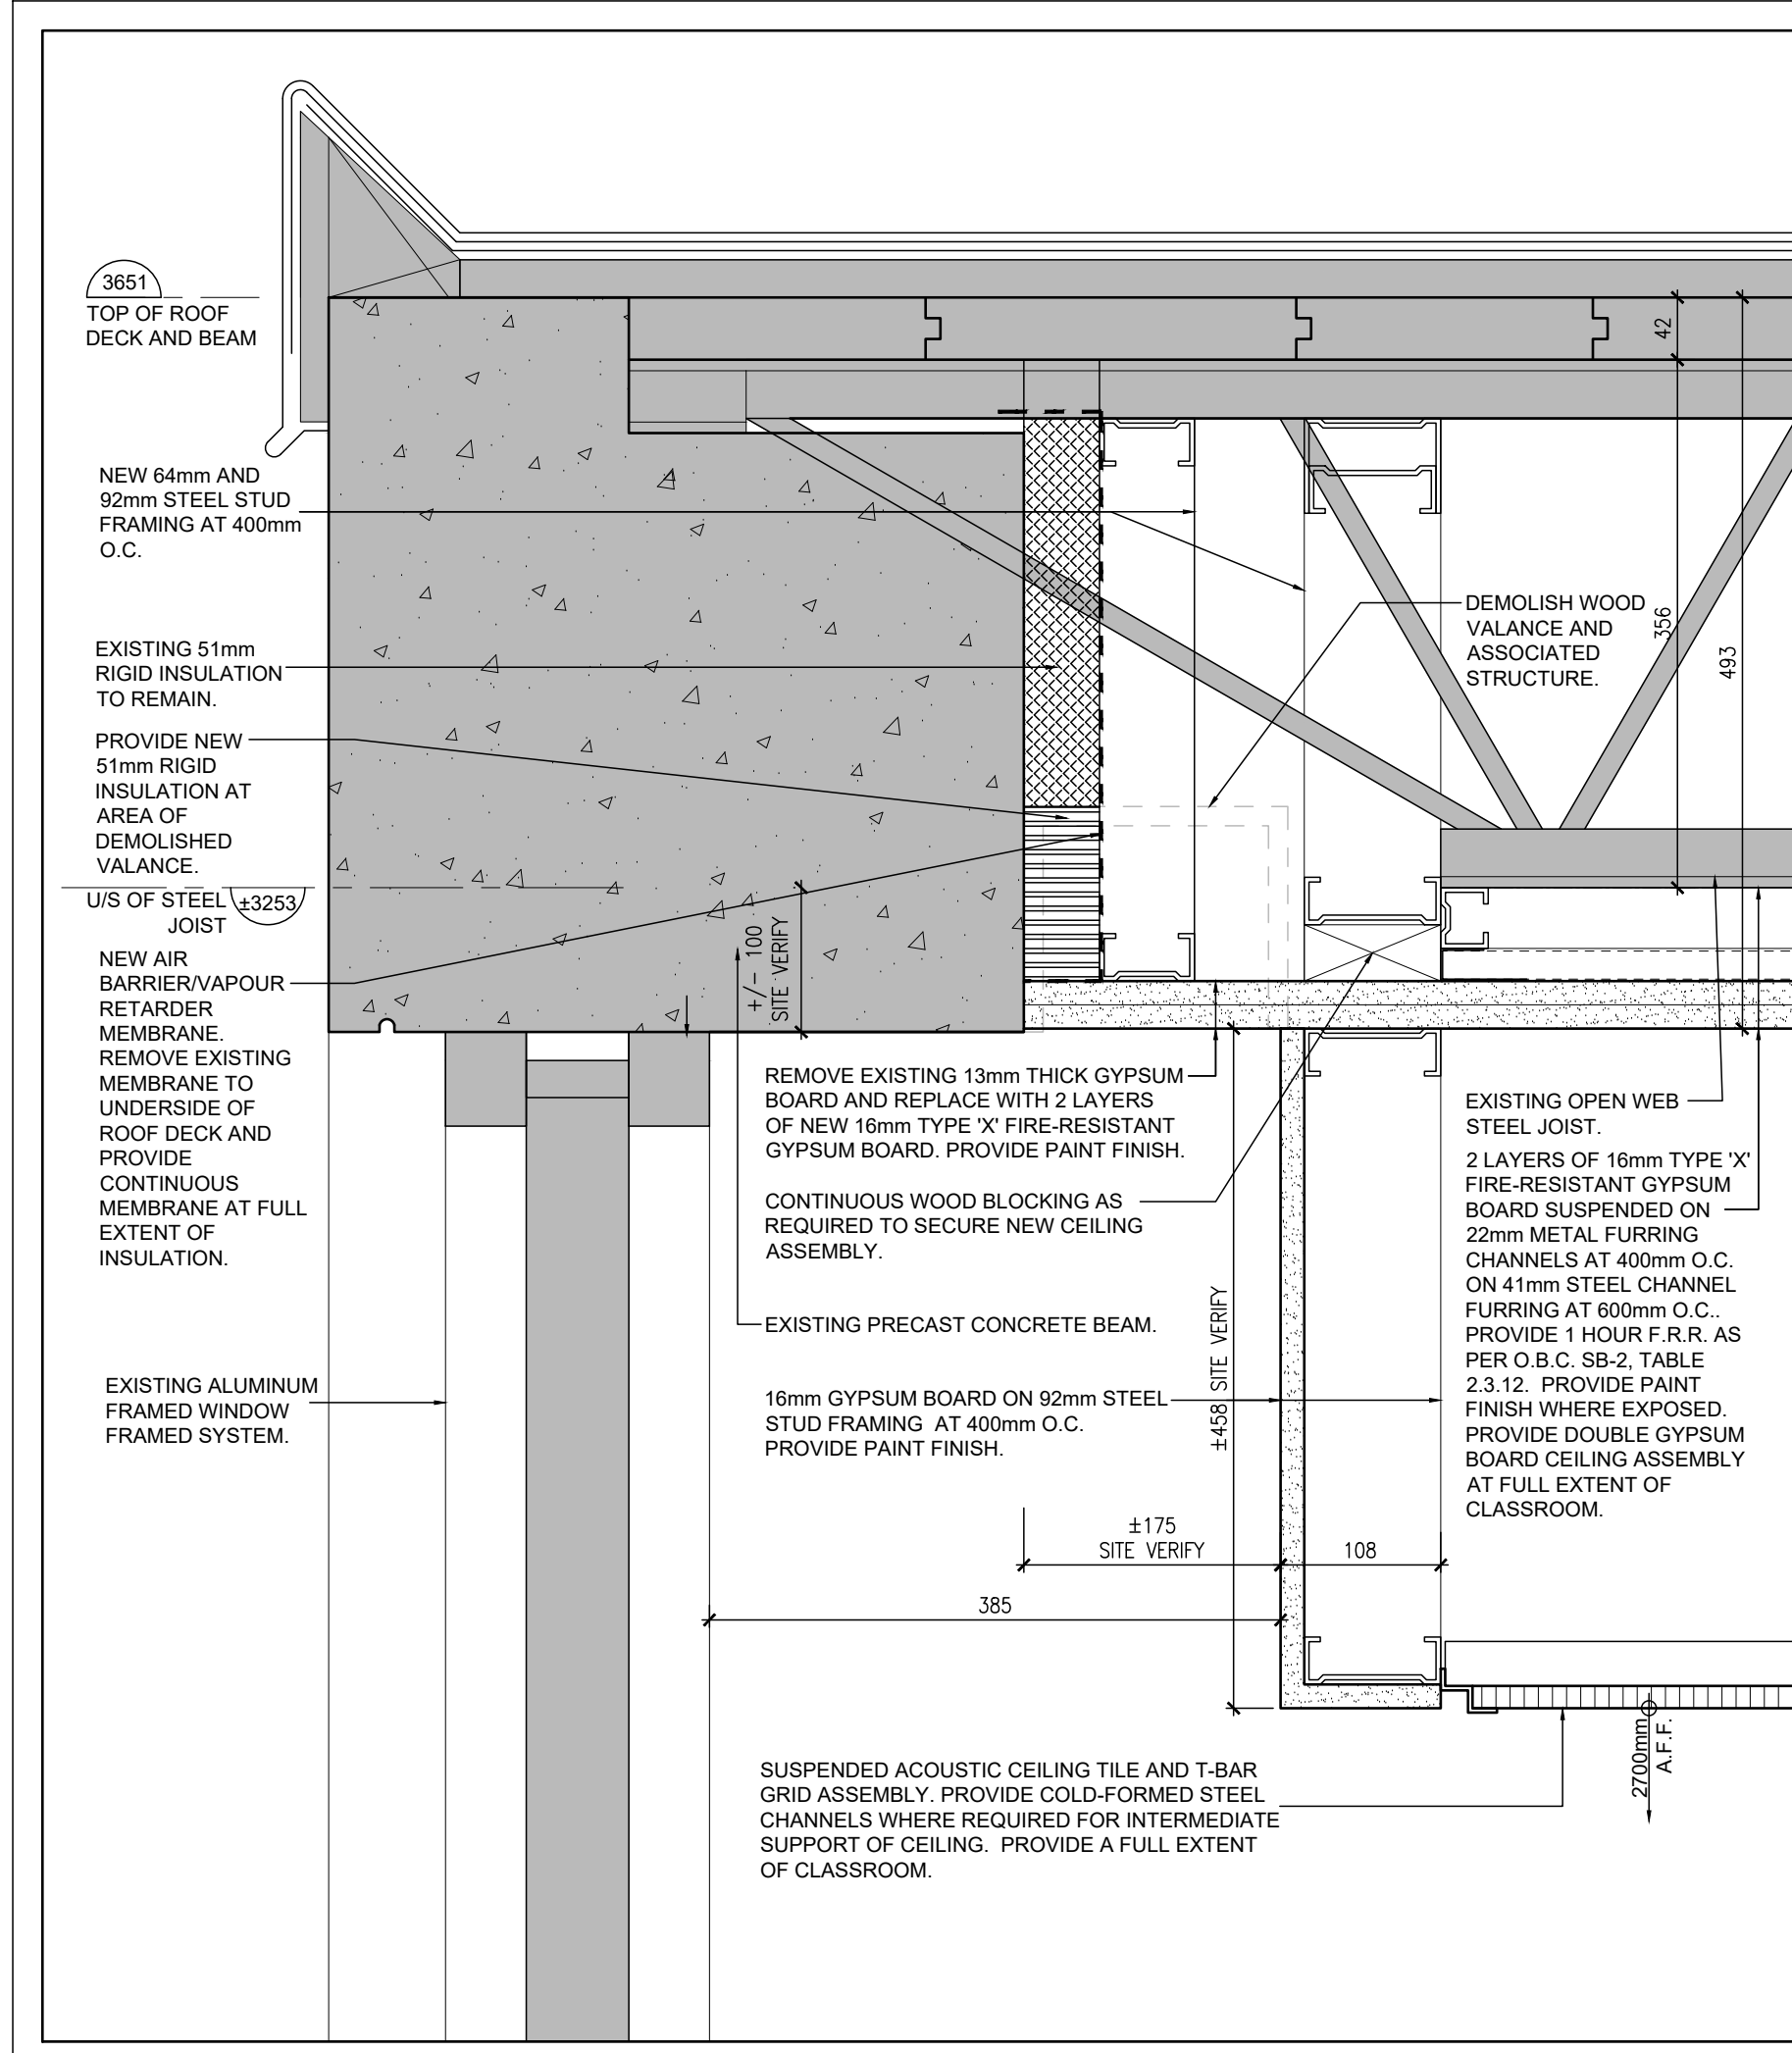 3651
TOP OF ROOF
DECK AND BEAM
NEW 64mm AND
92mm STEEL STUD
FRAMING AT 400mm
O.C.
EXISTING 51mm
RIGID INSULATION
TO REMAIN.
PROVIDE NEW
51mm RIGID
INSULATION AT
AREA OF
DEMOLISHED
VALANCE.
U/S OF STEEL
JOIST
±3253
NEW AIR
BARRIER/VAPOUR
RETARDER
MEMBRANE.
REMOVE EXISTING
MEMBRANE TO
UNDERSIDE OF
ROOF DECK AND
PROVIDE
CONTINUOUS
MEMBRANE AT FULL
EXTENT OF
INSULATION.
EXISTING ALUMINUM
FRAMED WINDOW
FRAMED SYSTEM.
+/- 100
SITE VERIFY
REMOVE EXISTING 13mm THICK GYPSUM
BOARD AND REPLACE WITH 2 LAYERS
OF NEW 16mm TYPE 'X' FIRE-RESISTANT
GYPSUM BOARD. PROVIDE PAINT FINISH.
CONTINUOUS WOOD BLOCKING AS
REQUIRED TO SECURE NEW CEILING
ASSEMBLY.
EXISTING PRECAST CONCRETE BEAM.
16mm GYPSUM BOARD ON 92mm STEEL
STUD FRAMING AT 400mm O.C.
PROVIDE PAINT FINISH.
±458 SITE VERIFY
±175
SITE VERIFY
108
385
SUSPENDED ACOUSTIC CEILING TILE AND T-BAR
GRID ASSEMBLY. PROVIDE COLD-FORMED STEEL
CHANNELS WHERE REQUIRED FOR INTERMEDIATE
SUPPORT OF CEILING. PROVIDE A FULL EXTENT
OF CLASSROOM.
42
356
493
DEMOLISH WOOD
VALANCE AND
ASSOCIATED
STRUCTURE.
EXISTING OPEN WEB
STEEL JOIST.
2 LAYERS OF 16mm TYPE 'X'
FIRE-RESISTANT GYPSUM
BOARD SUSPENDED ON
22mm METAL FURRING
CHANNELS AT 400mm O.C.
ON 41mm STEEL CHANNEL
FURRING AT 600mm O.C..
PROVIDE 1 HOUR F.R.R. AS
PER O.B.C. SB-2, TABLE
2.3.12. PROVIDE PAINT
FINISH WHERE EXPOSED.
PROVIDE DOUBLE GYPSUM
BOARD CEILING ASSEMBLY
AT FULL EXTENT OF
CLASSROOM.
2700mm
A.F.F.